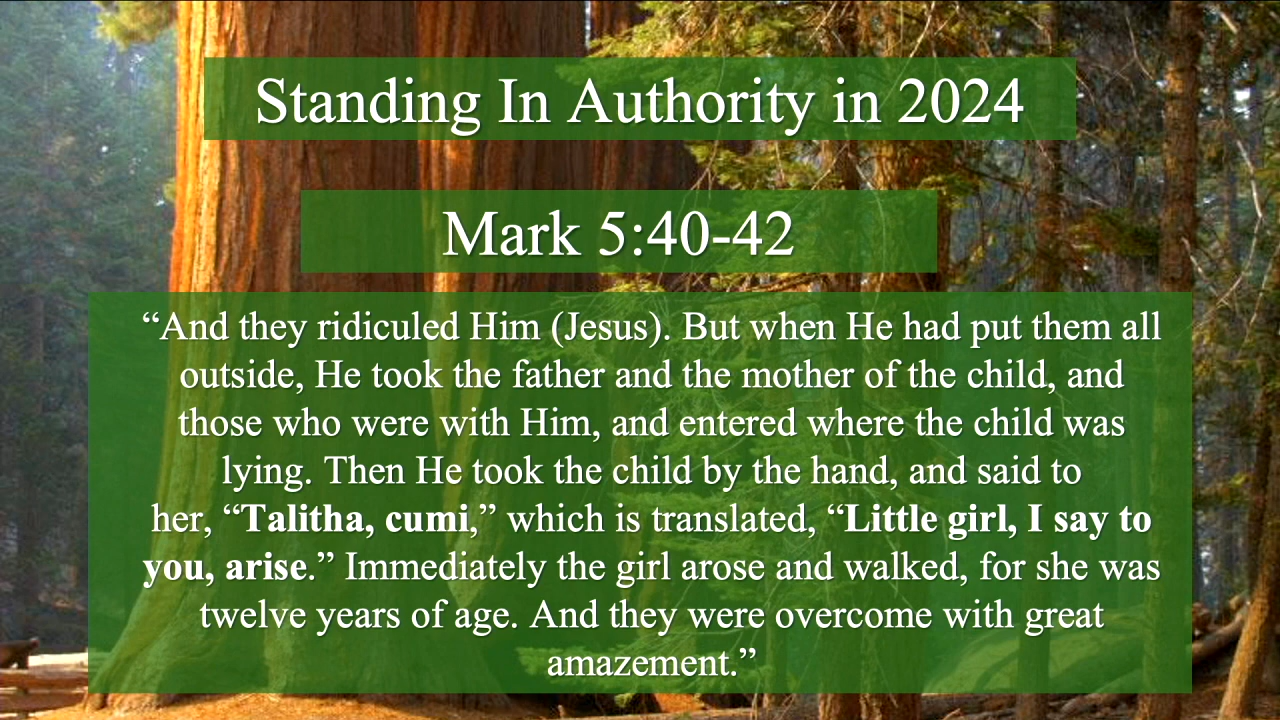 Standing In Authority in 2024
Mark 5:40-42
“And they ridiculed Him (Jesus). But when He had put them all
outside, He took the father and the mother of the child, and
those who were with Him, and entered where the child was
lying. Then He took the child by the hand, and said to
her, “Talitha, cumi,” which is translated, “Little girl, I say to
you, arise.” Immediately the girl arose and walked, for she was
twelve years of age. And they were overcome with great
amazement.”